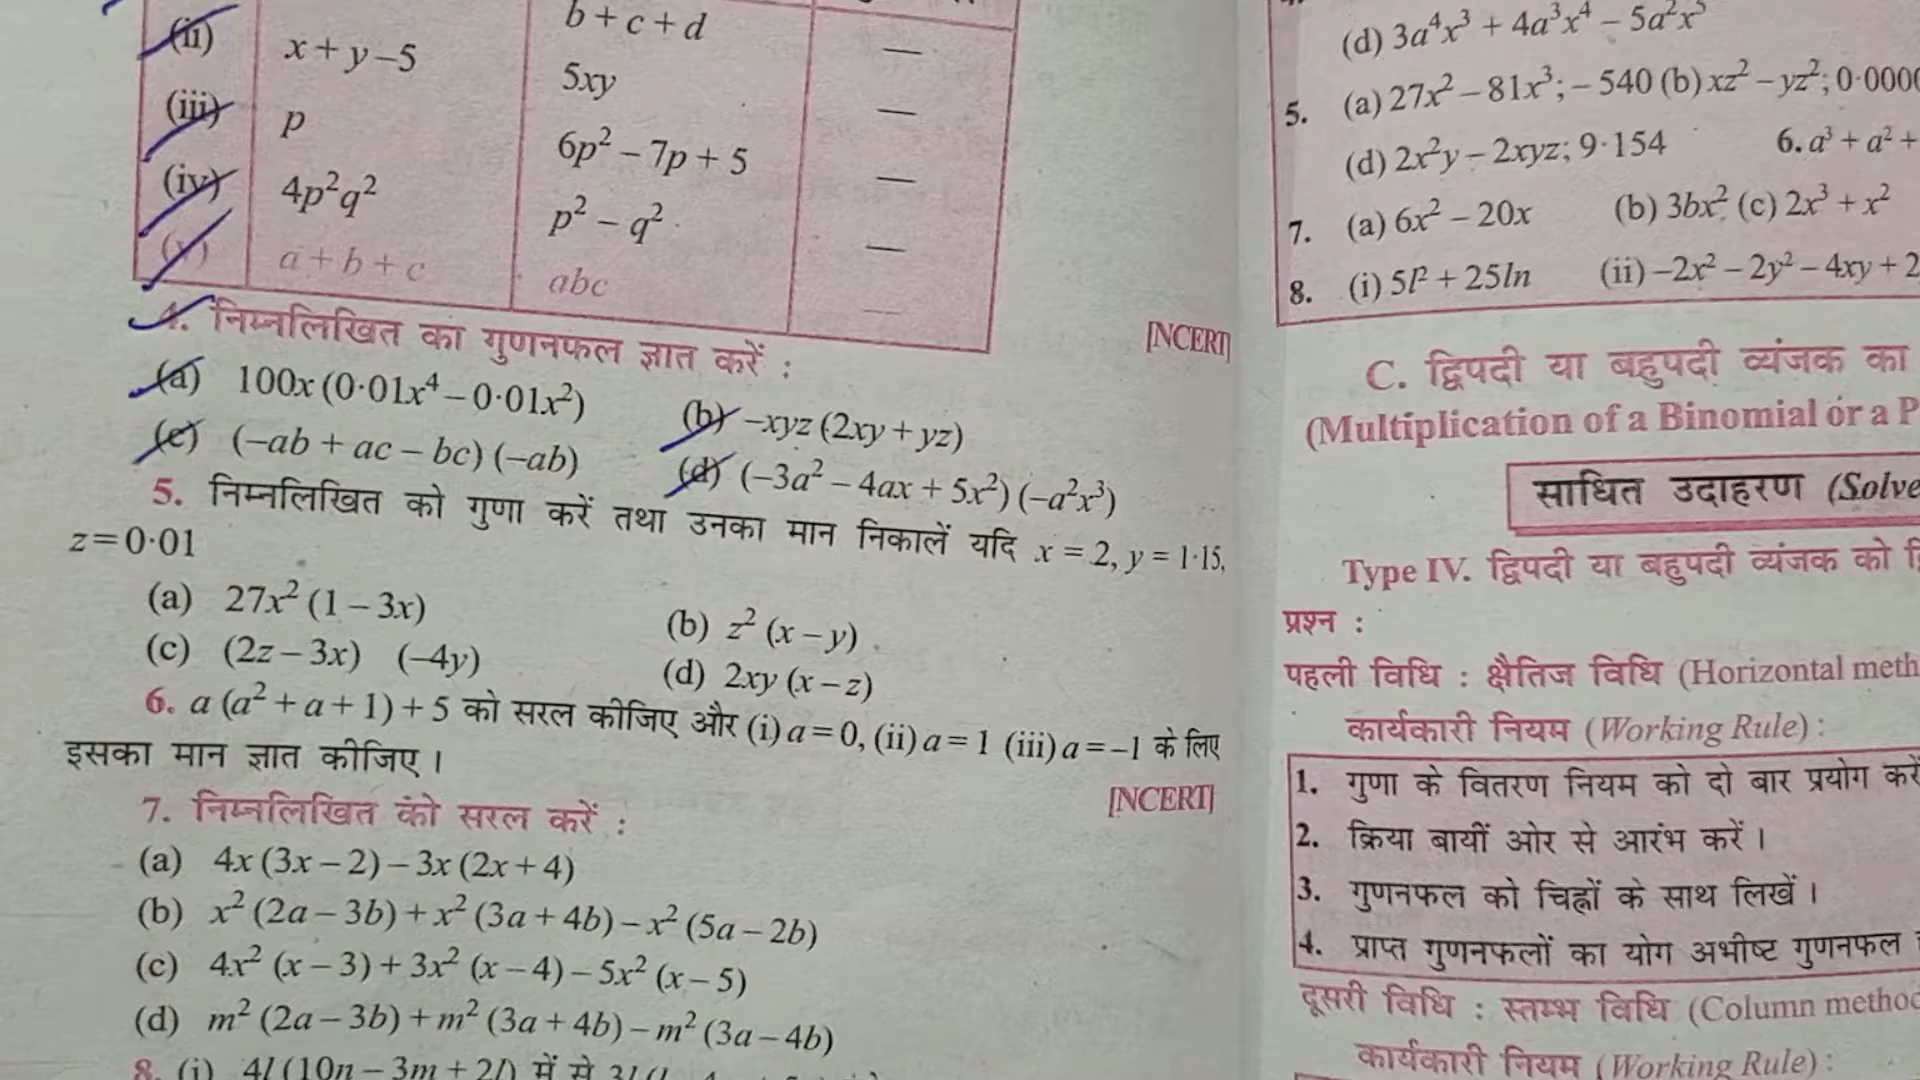 (ii) x + y – 5 b + c + d —
(iii) p 5xy —
(iv) 4p²q² 6p² – 7p + 5 —
(v) a + b + c p² – q² —
abc —
4. निम्नलिखित का गुणनफल ज्ञात करें :
[NCERT]
(a) 100x (0·01x⁴ – 0·01x²)
(b) –xyz (2xy + yz)
(c) (–ab + ac – bc) (–ab)
(d) (–3a² – 4ax + 5x²) (–a²x³)
5. निम्नलिखित को गुणा करें तथा उनका मान निकालें यदि x = 2, y = 1·15,
z = 0·01
(a) 27x² (1 – 3x)
(b) z² (x – y)
(c) (2z – 3x) (–4y)
(d) 2xy (x – z)
6. a (a² + a + 1) + 5 को सरल कीजिए और (i) a = 0, (ii) a = 1 (iii) a = –1 के लिए
इसका मान ज्ञात कीजिए ।
[NCERT]
7. निम्नलिखित को सरल करें :
(a) 4x (3x – 2) – 3x (2x + 4)
(b) x² (2a – 3b) + x² (3a + 4b) – x² (5a – 2b)
(c) 4x² (x – 3) + 3x² (x – 4) – 5x² (x – 5)
(d) m² (2a – 3b) + m² (3a + 4b) – m² (3a – 4b)
8. (i) 4l (10n – 3m + 2l) में से 3l
(d) 3a⁴x³ + 4a³x⁴ – 5a²x⁵
5. (a) 27x² – 81x³; – 540 (b) xz² – yz²; 0·0000
(d) 2x²y – 2xyz; 9·154 6. a³ + a² +
7. (a) 6x² – 20x (b) 3bx² (c) 2x³ + x²
8. (i) 5l² + 25ln (ii) –2x² – 2y² – 4xy + 2
C. द्विपदी या बहुपदी व्यंजक का
(Multiplication of a Binomial or a P
साधित उदाहरण (Solve
Type IV. द्विपदी या बहुपदी व्यंजक को
प्रश्न :
पहली विधि : क्षैतिज विधि (Horizontal meth
कार्यकारी नियम (Working Rule) :
1. गुणा के वितरण नियम को दो बार प्रयोग करें
2. क्रिया बायीं ओर से आरंभ करें ।
3. गुणनफल को चिह्नों के साथ लिखें ।
4. प्राप्त गुणनफलों का योग अभीष्ट गुणनफल
दूसरी विधि : स्तम्भ विधि (Column method
कार्यकारी नियम (Working Rule) :